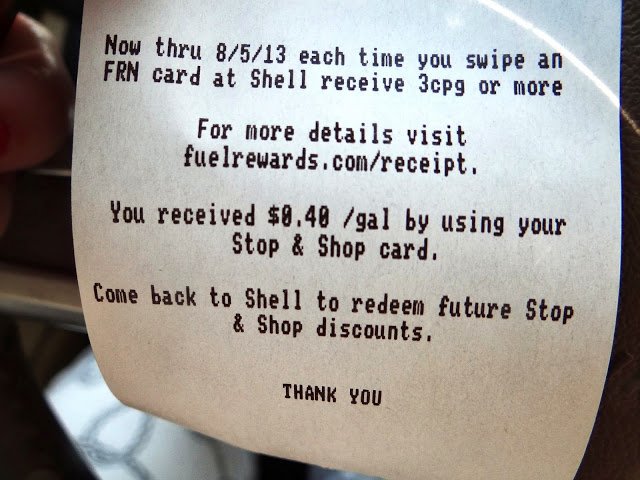 Now thru 8/5/13 each time you swipe an
FRN card at Shell receive 3cpg or more
For more details visit
fuelrewards.com/receipt.
You received $0.40 /gal by using your
Stop & Shop card.
Come back to Shell to redeem future Stop
& Shop discounts.
THANK YOU